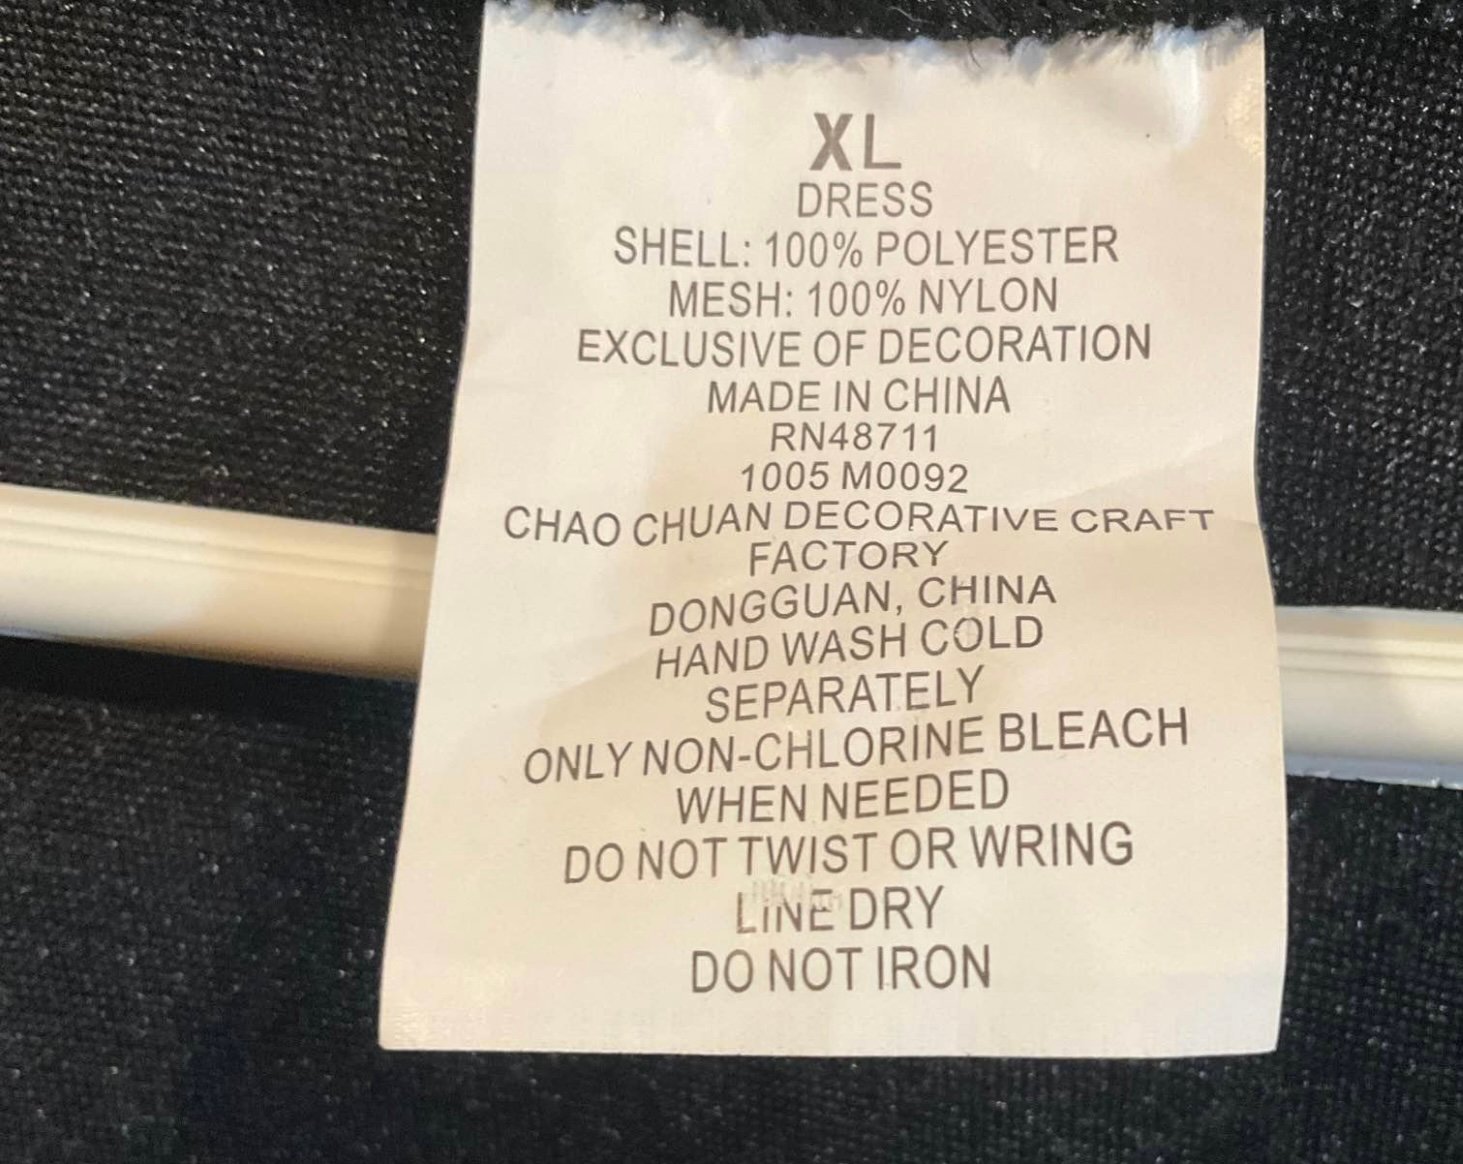 XL
DRESS
SHELL: 100% POLYESTER
MESH: 100% NYLON
EXCLUSIVE OF DECORATION
MADE IN CHINA
RN48711
1005 M0092
CHAO CHUAN DECORATIVE CRAFT
FACTORY
DONGGUAN, CHINA
HAND WASH COLD
SEPARATELY
ONLY NON-CHLORINE BLEACH
WHEN NEEDED
DO NOT TWIST OR WRING
LINE DRY
DO NOT IRON